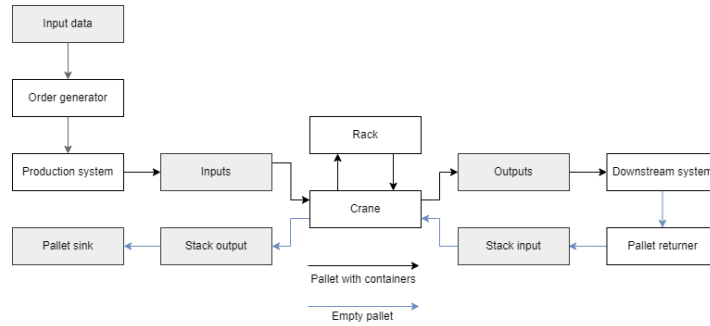 Input data
Order generator
Rack
Production system
Inputs
Outputs
Downstream system
Crane
Pallet sink
Stack output
Stack input
Pallet returner
Pallet with containers
Empty pallet